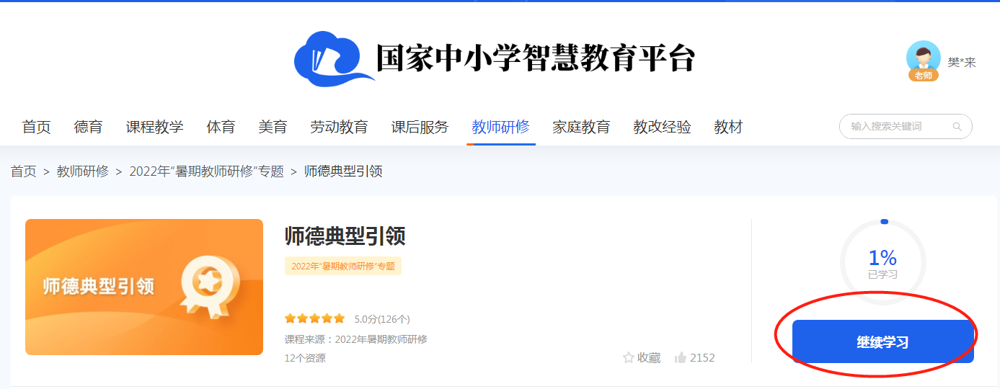 国家中小学智慧教育平台
老师
樊*来
首页 德育 课程教学 体育 美育 劳动教育 课后服务 教师研修 家庭教育 教改经验 教材
输入搜索关键词
首页 > 教师研修 > 2022年“暑期教师研修”专题 > 师德典型引领
师德典型引领
师德典型引领
2022年“暑期教师研修”专题
5.0分(126个)
课程来源：2022年暑期教师研修
12个资源
收藏 2152
1%
已学习
继续学习